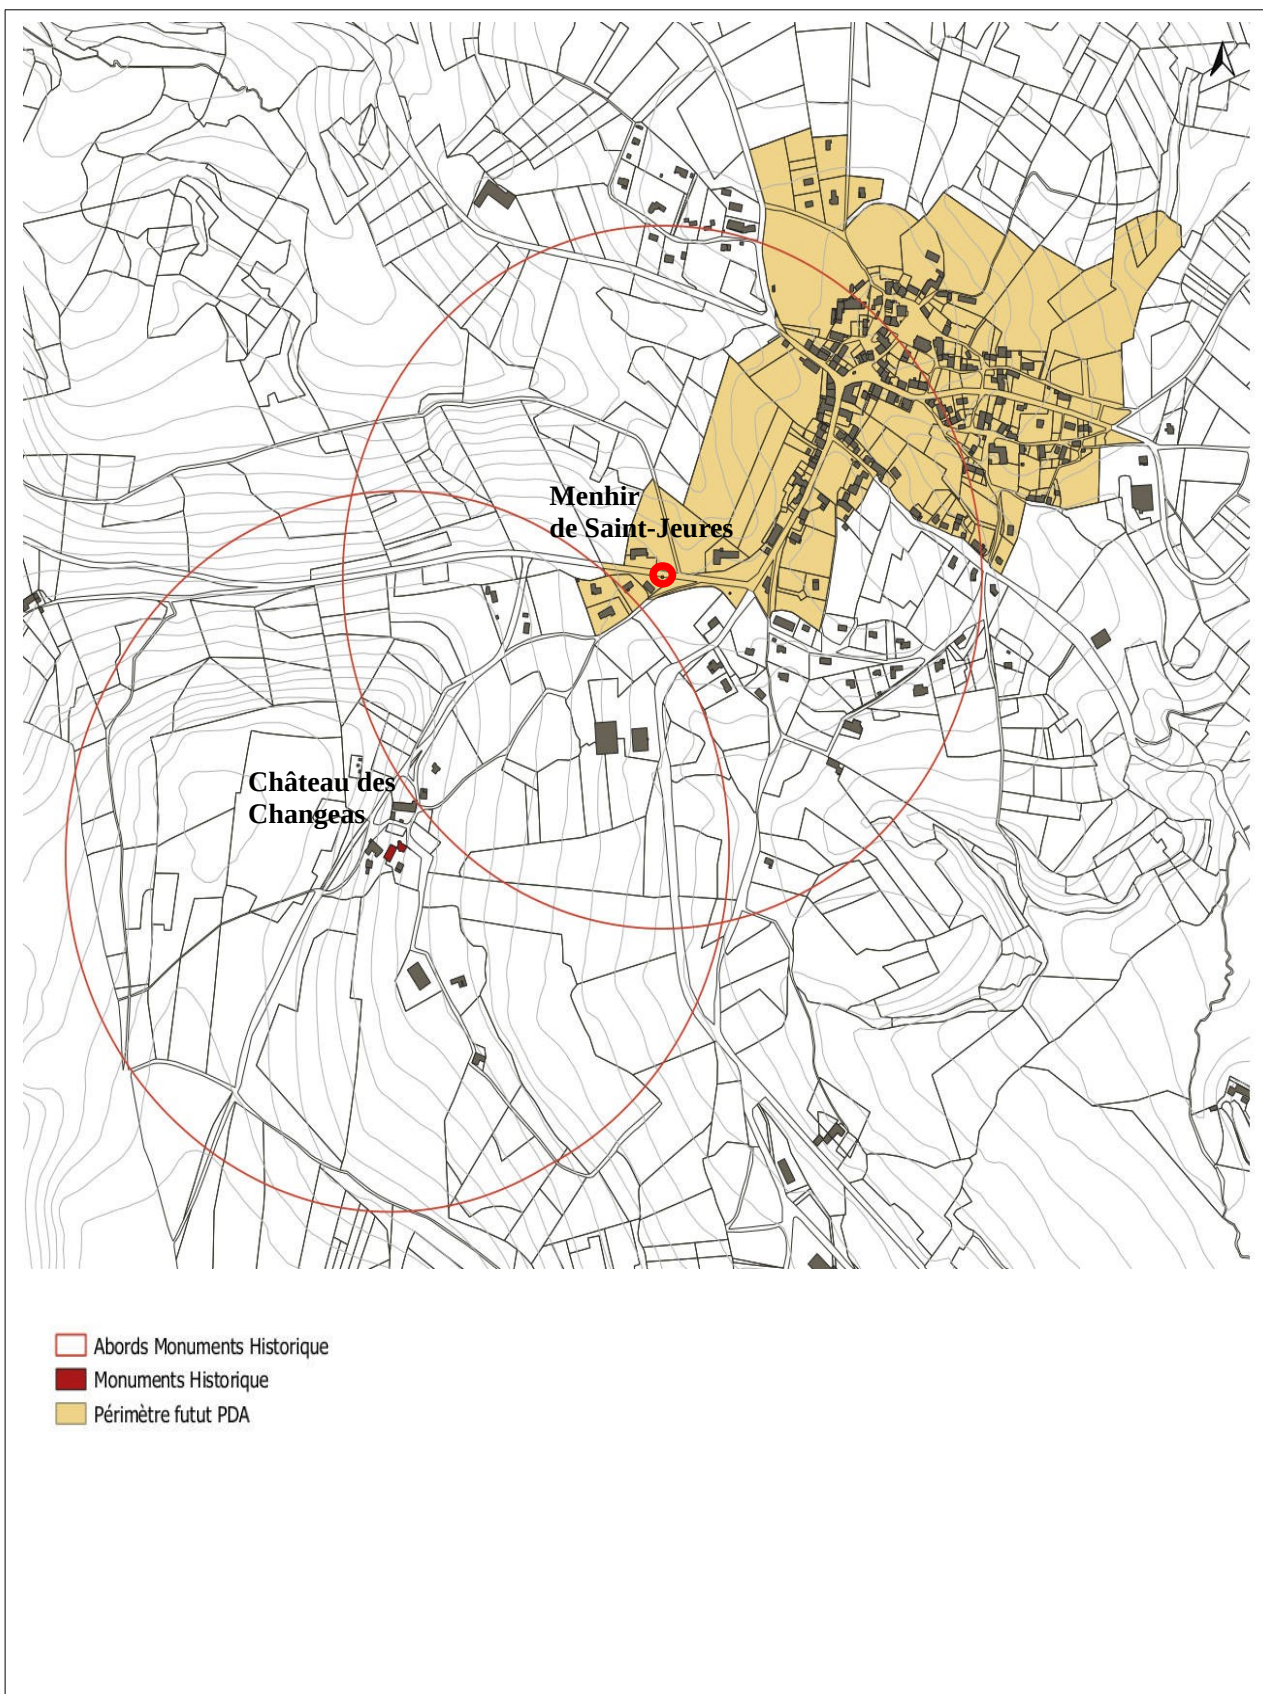 Menhir
de Saint-Jeures
Château des
Changeas
Abords Monuments Historique
Monuments Historique
Périmètre futut PDA